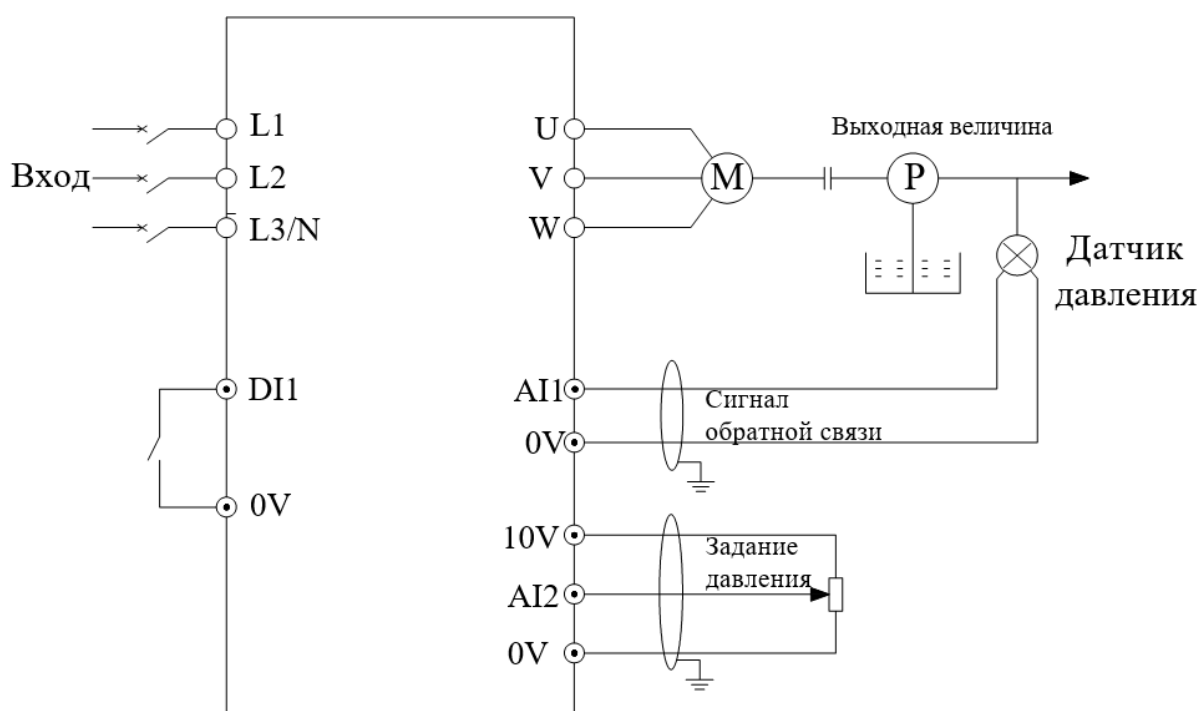 L1
Вход
L2
L3/N
DI1
0V
U
V
W
M
Выходная величина
P
Датчик
давления
AI1
0V
Сигнал
обратной связи
10V
AI2
0V
Задание
давления